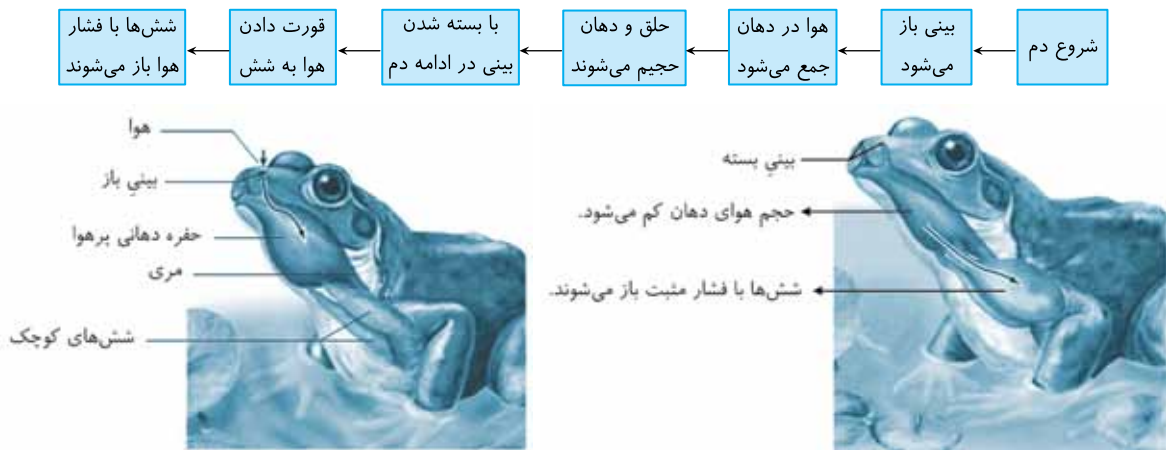 شروع دم
بینی باز
می‌شود
هوا در دهان
جمع می‌شود
حلق و دهان
حجیم می‌شوند
با بسته شدن
بینی در ادامه دم
قورت دادن
هوا به شش
شش‌ها با فشار
هوا باز می‌شوند
بینیِ بسته
حجم هوای دهان کم می‌شود.
شش‌ها با فشار مثبت باز می‌شوند.
هوا
بینیِ باز
حفره دهانی پرهوا
مری
شش‌های کوچک